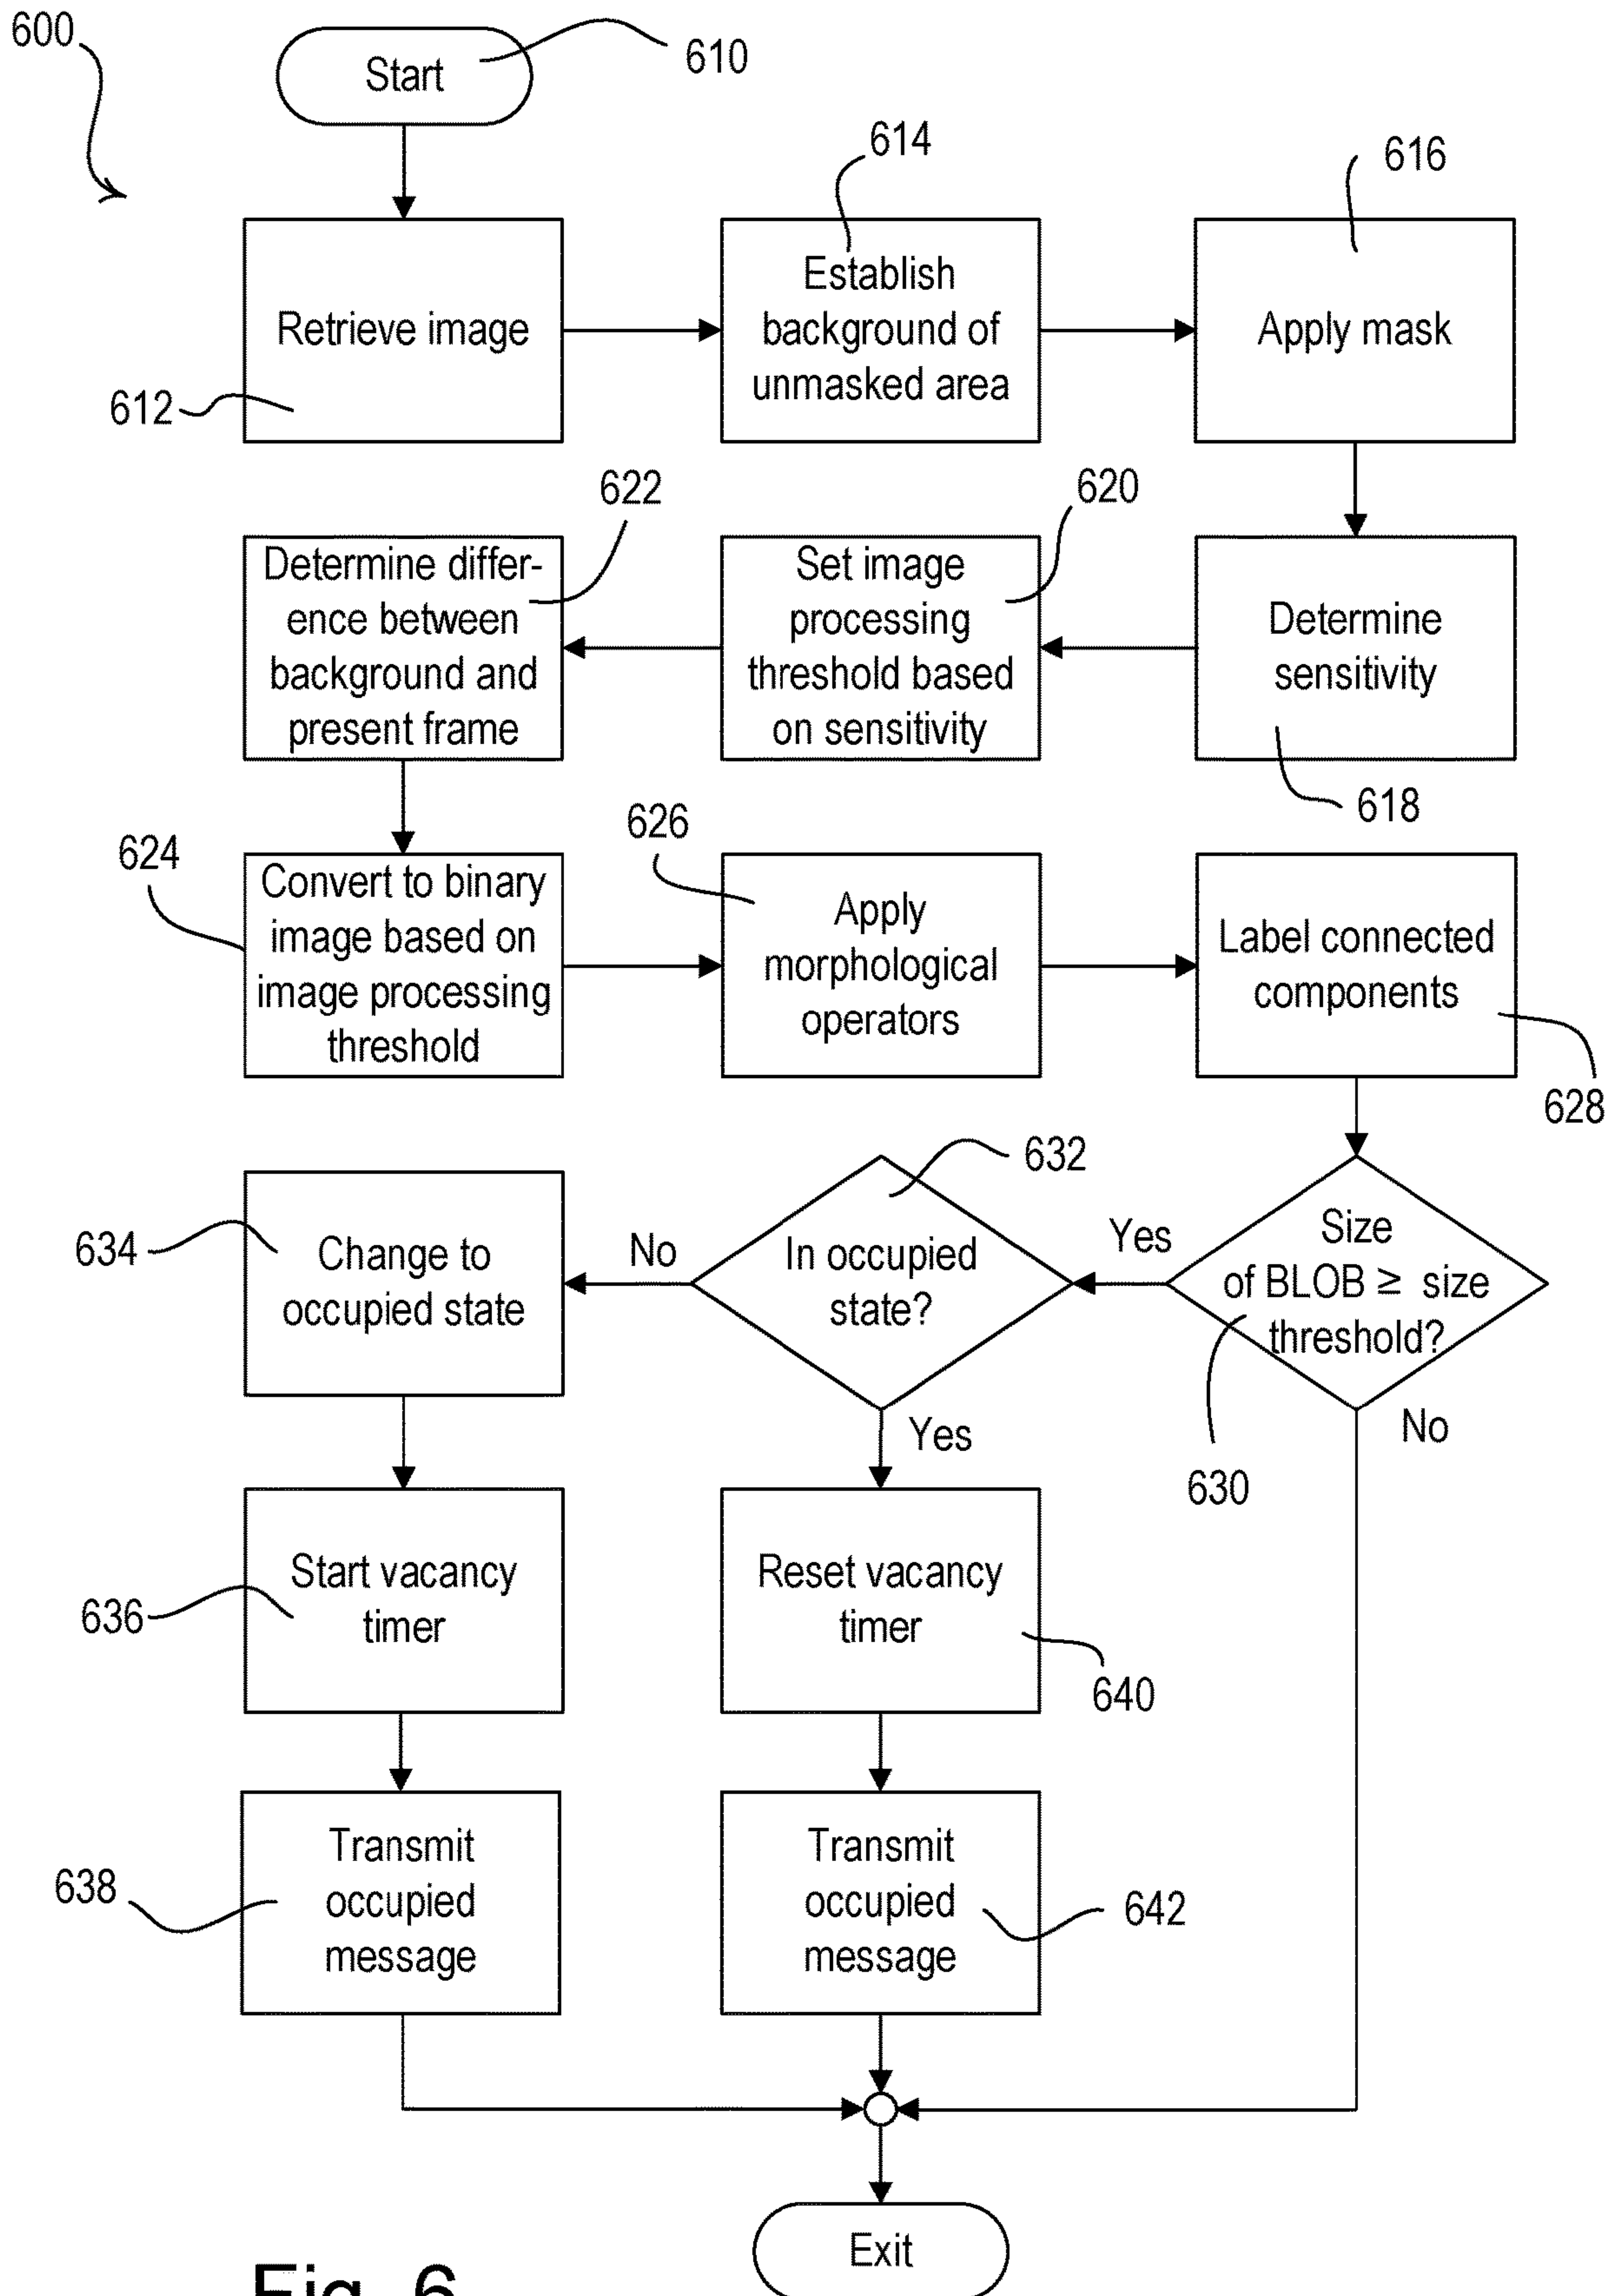 600
Start
610
614
616
Retrieve image
612
Establish
background of
unmasked area
Apply mask
622
620
Determine differ-
ence between
background and
present frame
Set image
processing
threshold based
on sensitivity
Determine
sensitivity
618
624
626
Convert to binary
image based on
image processing
threshold
Apply
morphological
operators
Label connected
components
628
632
634
Change to
occupied state
No
In occupied
state?
Yes
Size
of BLOB ≥ size
threshold?
630
No
Yes
636
Start vacancy
timer
Reset vacancy
timer
640
638
Transmit
occupied
message
Transmit
occupied
message
642
Exit
Fig. 6